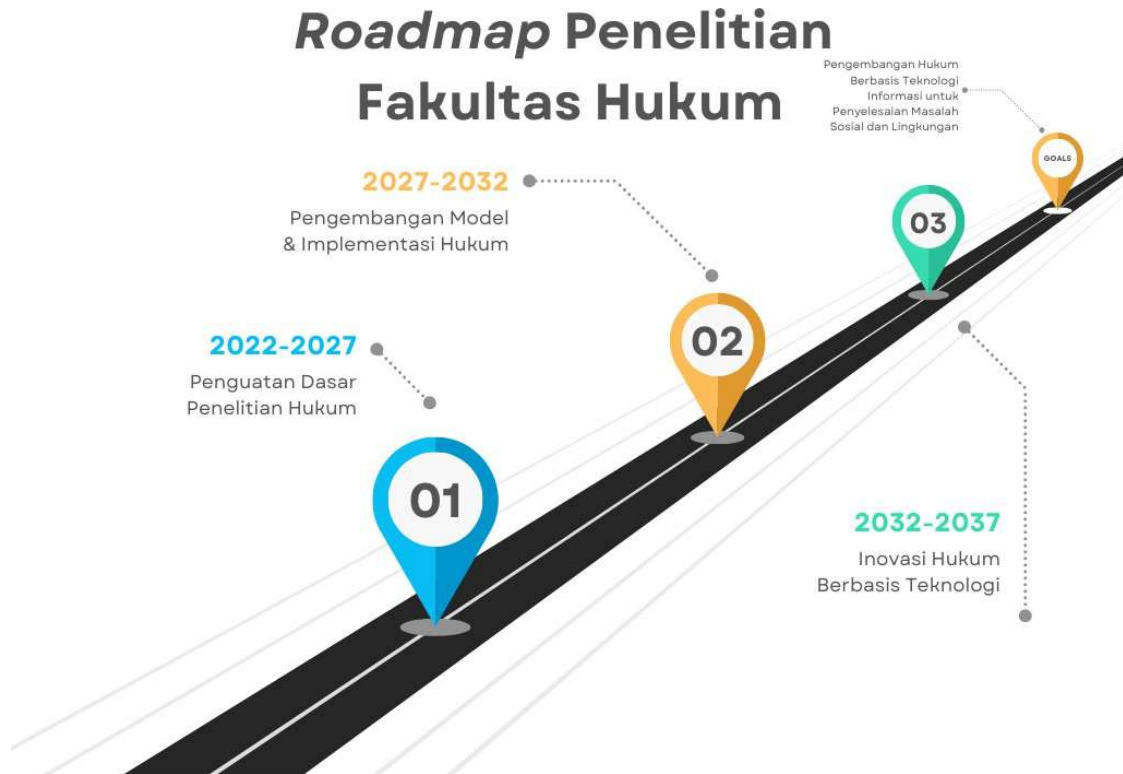 Roadmap Penelitian
Fakultas Hukum
Pengembangan Hukum
Berbasis Teknologi
Informasi untuk
Penyelesaian Masalah
Sosial dan Lingkungan
GOALS
2027-2032
Pengembangan Model
& Implementasi Hukum
03
02
2022-2027
Penguatan Dasar
Penelitian Hukum
01
2032-2037
Inovasi Hukum
Berbasis Teknologi